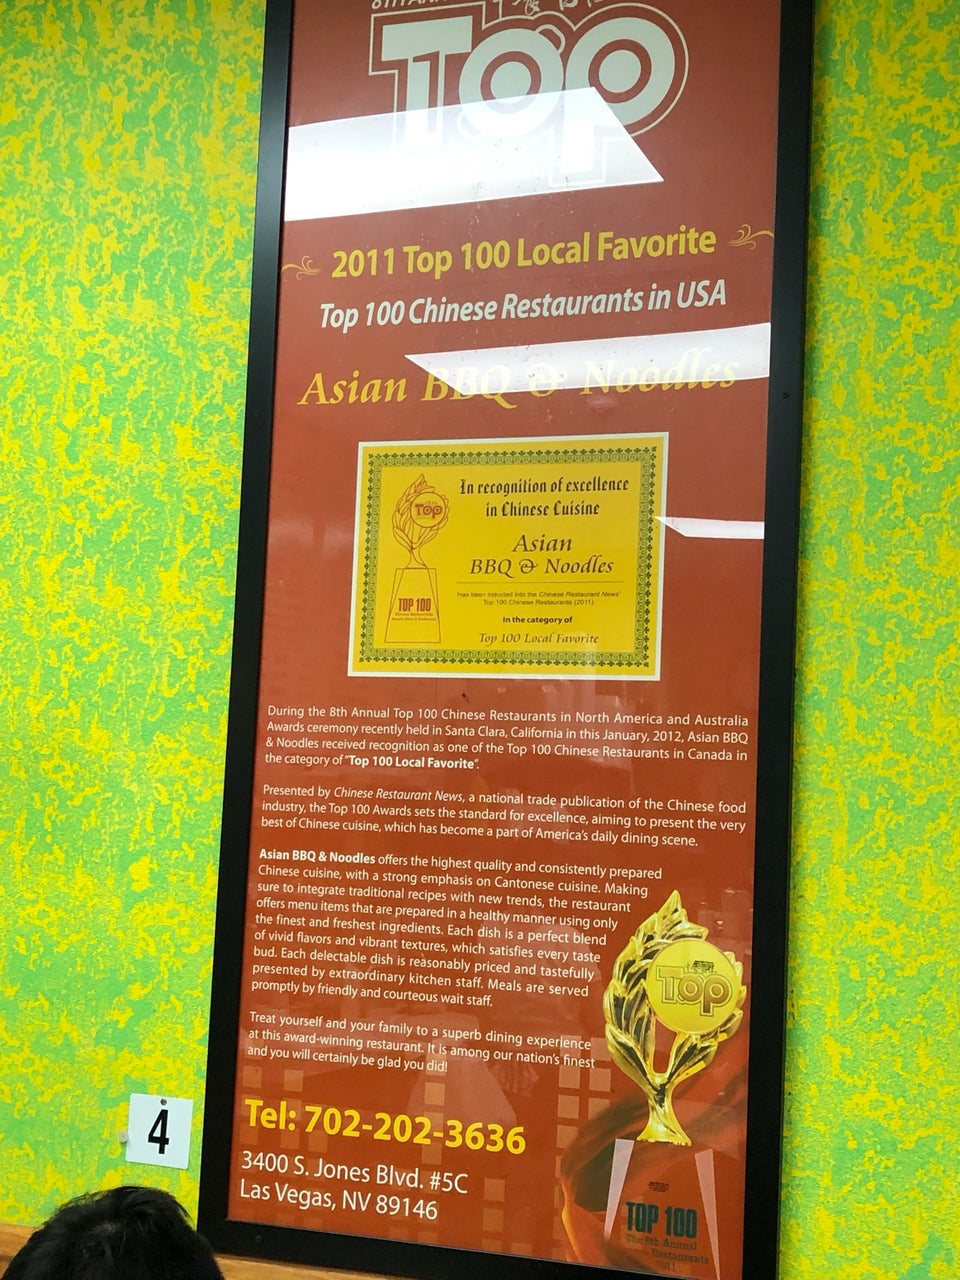 8TH
Top
2011 Top 100 Local Favorite
Top 100 Chinese Restaurants in USA
Asian BBQ & Noodles
In recognition of excellence
in Chinese Cuisine
Asian
BBQ & Noodles
Has been inducted into the Chinese Restaurant News'
Top 100 Chinese Restaurants (2011)
In the category of
Top 100 Local Favorite
Top
TOP 100
During the 8th Annual Top 100 Chinese Restaurants in North America and Australia
Awards ceremony recently held in Santa Clara, California in this January, 2012, Asian BBQ
& Noodles received recognition as one of the Top 100 Chinese Restaurants in Canada in
the category of "Top 100 Local Favorite".
Presented by Chinese Restaurant News, a national trade publication of the Chinese food
industry, the Top 100 Awards sets the standard for excellence, aiming to present the very
best of Chinese cuisine, which has become a part of America's daily dining scene.
Asian BBQ & Noodles offers the highest quality and consistently prepared
Chinese cuisine, with a strong emphasis on Cantonese cuisine. Making
sure to integrate traditional recipes with new trends, the restaurant
offers menu items that are prepared in a healthy manner using only
the finest and freshest ingredients. Each dish is a perfect blend
of vivid flavors and vibrant textures, which satisfies every taste
bud. Each delectable dish is reasonably priced and tastefully
presented by extraordinary kitchen staff. Meals are served
promptly by friendly and courteous wait staff.
Treat yourself and your family to a superb dining experience
at this award-winning restaurant. It is among our nation's finest
and you will certainly be glad you did!
Tel: 702-202-3636
3400 S. Jones Blvd. #5C
Las Vegas, NV 89146
Top
TOP 100
The 8th Annual
Restaurants
4